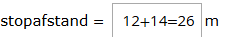 stopafstand = 12+14=26 m